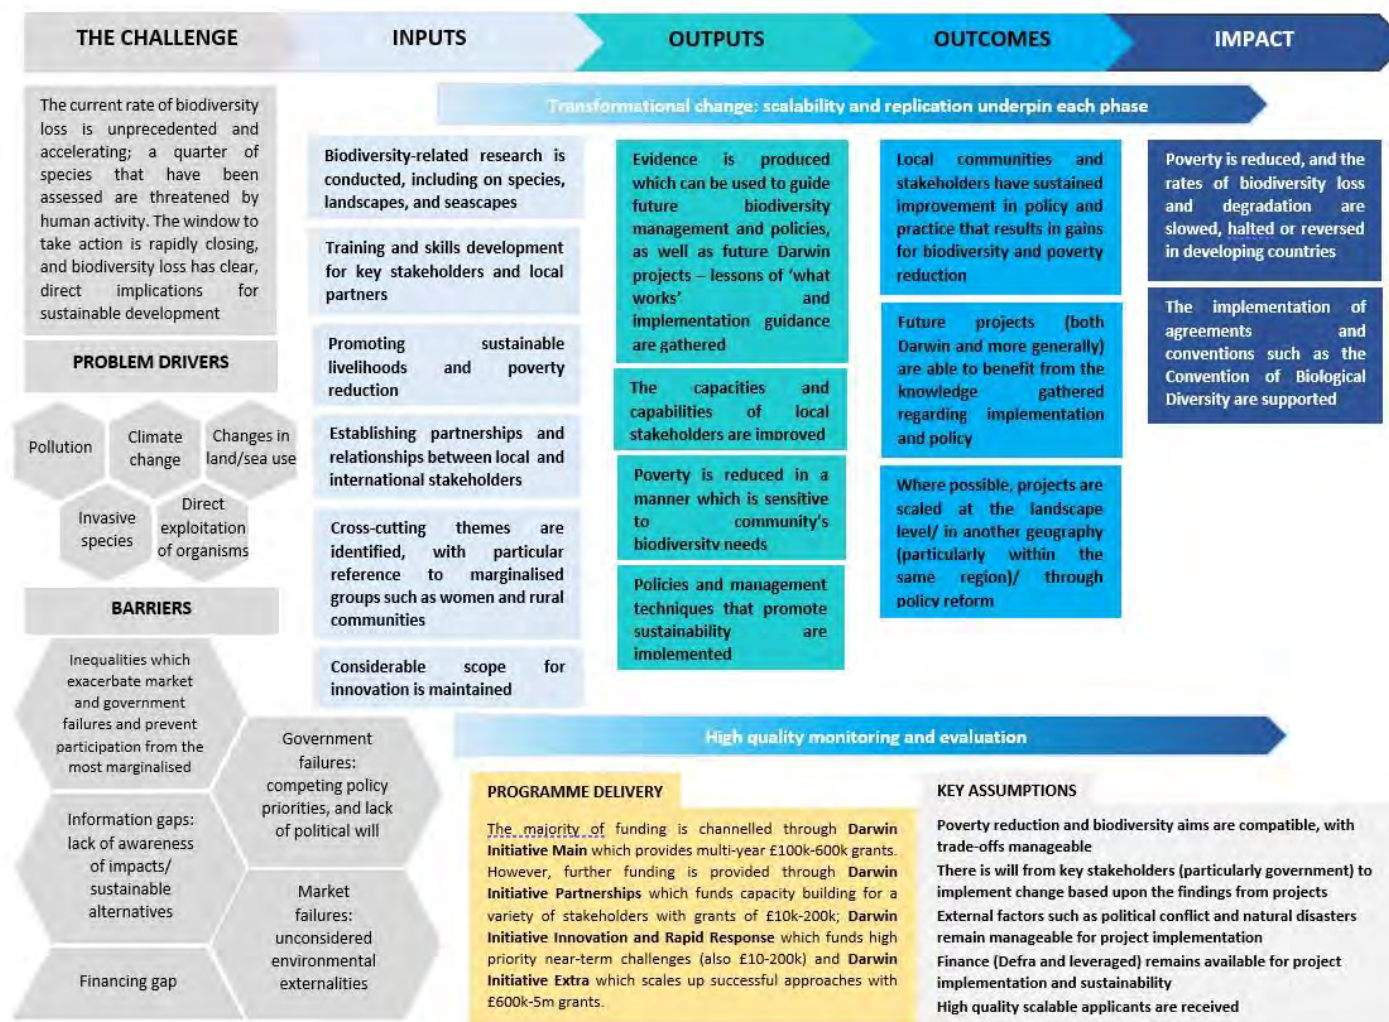 THE CHALLENGE
INPUTS
OUTPUTS
OUTCOMES
IMPACT
Transformational change: scalability and replication underpin each phase
The current rate of biodiversity
loss is unprecedented and
accelerating; a quarter of
species that have been
assessed are threatened by
human activity. The window to
take action is rapidly closing,
and biodiversity loss has clear,
direct implications for
sustainable development
PROBLEM DRIVERS
Pollution
Climate
change
Changes in
land/sea use
Invasive
species
Direct
exploitation
of organisms
BARRIERS
Inequalities which
exacerbate market
and government
failures and prevent
participation from the
most marginalised
Government
failures:
competing policy
priorities, and lack
of political will
Information gaps:
lack of awareness
of impacts/
sustainable
alternatives
Market
failures:
unconsidered
environmental
externalities
Financing gap
Biodiversity-related research is
conducted, including on species,
landscapes, and seascapes
Training and skills development
for key stakeholders and local
partners
Promoting sustainable
livelihoods and poverty
reduction
Establishing partnerships and
relationships between local and
international stakeholders
Cross-cutting themes are
identified, with particular
reference to marginalised
groups such as women and rural
communities
Considerable scope for
innovation is maintained
Evidence is produced
which can be used to guide
future biodiversity
management and policies,
as well as future Darwin
projects – lessons of ‘what
works’ and
implementation guidance
are gathered
The capacities and
capabilities of local
stakeholders are improved
Poverty is reduced in a
manner which is sensitive
to community's
biodiversity needs
Policies and management
techniques that promote
sustainability are
implemented
Local communities and
stakeholders have sustained
improvement in policy and
practice that results in gains
for biodiversity and poverty
reduction
Future projects (both
Darwin and more generally)
are able to benefit from the
knowledge gathered
regarding implementation
and policy
Where possible, projects are
scaled at the landscape
level/ in another geography
(particularly within the
same region)/ through
policy reform
Poverty is reduced, and the
rates of biodiversity loss
and degradation are
slowed, halted or reversed
in developing countries
The implementation of
agreements and
conventions such as the
Convention of Biological
Diversity are supported
High quality monitoring and evaluation
PROGRAMME DELIVERY
The majority of funding is channelled through Darwin
Initiative Main which provides multi-year £100k-600k grants.
However, further funding is provided through Darwin
Initiative Partnerships which funds capacity building for a
variety of stakeholders with grants of £10k-200k; Darwin
Initiative Innovation and Rapid Response which funds high
priority near-term challenges (also £10-200k) and Darwin
Initiative Extra which scales up successful approaches with
£600k-5m grants.
KEY ASSUMPTIONS
Poverty reduction and biodiversity aims are compatible, with
trade-offs manageable
There is will from key stakeholders (particularly government) to
implement change based upon the findings from projects
External factors such as political conflict and natural disasters
remain manageable for project implementation
Finance (Defra and leveraged) remains available for project
implementation and sustainability
High quality scalable applicants are received